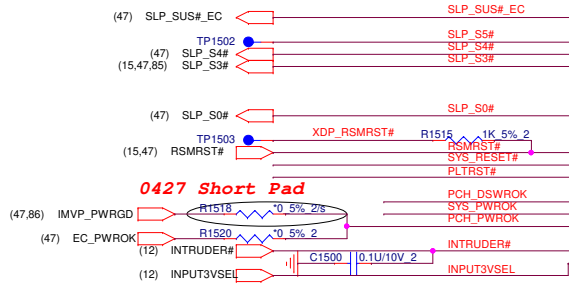 (47) SLP_SUS#_EC SLP_SUS#_EC
TP1502 SLP_S5#
(47) SLP_S4# SLP_S4#
(15,47,85) SLP_S3# SLP_S3#
(47) SLP_S0# SLP_S0#
TP1503 XDP_RSMRST# R1515 1K_5%_2
(15,47) RSMRST# RSMRST#
SYS_RESET#
PLTRST#
0427 Short Pad
PCH_DSWROK
(47,86) IMVP_PWRGD R1518 *0_5%_2/s SYS_PWROK
PCH_PWROK
(47) EC_PWROK R1520 *0_5%_2
(12) INTRUDER# INTRUDER#
C1500 0.1U/10V_2
(12) INPUT3VSEL INPUT3VSEL